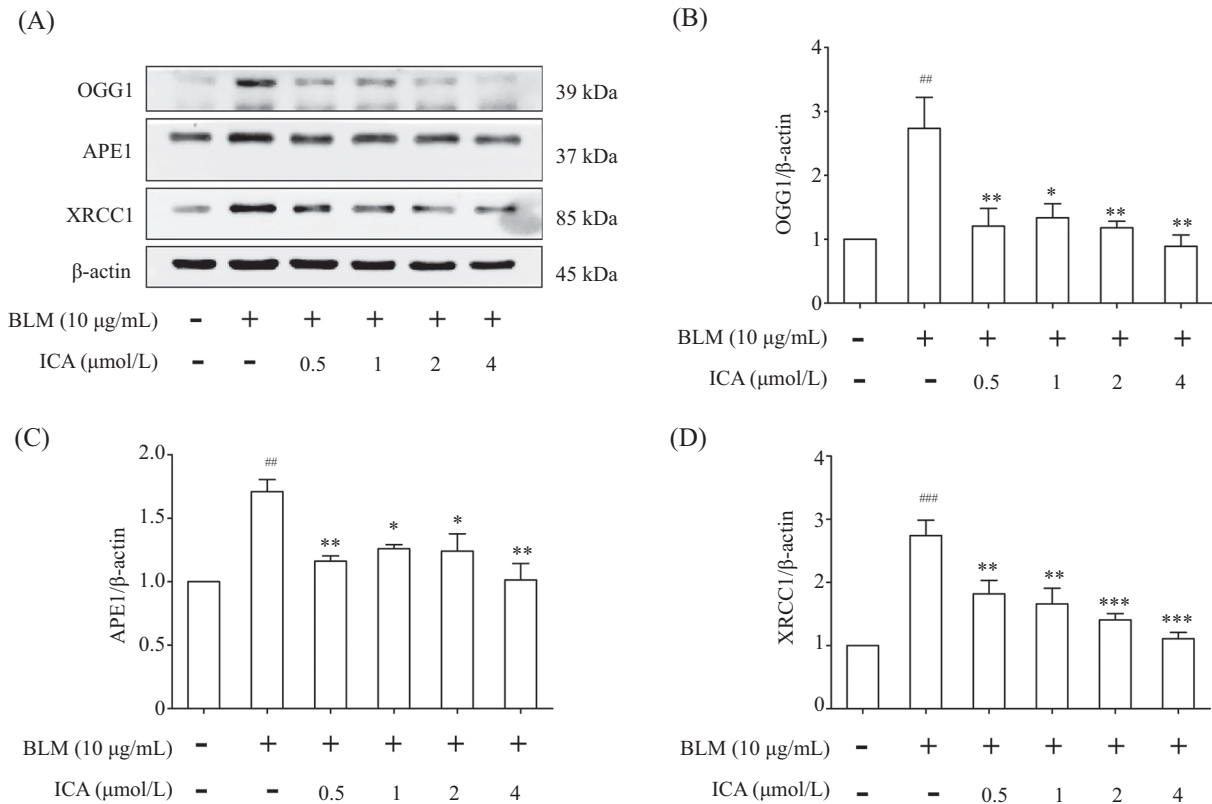 (A)
OGG1
39 kDa
APE1
37 kDa
XRCC1
85 kDa
β-actin
45 kDa
BLM (10 μg/mL) - + + + + +
ICA (μmol/L) - - 0.5 1 2 4
(B)
OGG1/β-actin
4
3
2
1
0
##
** * ** **
BLM (10 μg/mL) - + + + + +
ICA (μmol/L) - - 0.5 1 2 4
(C)
APE1/β-actin
2.0
1.5
1.0
0.5
0
##
** * * **
BLM (10 μg/mL) - + + + + +
ICA (μmol/L) - - 0.5 1 2 4
(D)
XRCC1/β-actin
4
3
2
1
0
###
** ** *** ***
BLM (10 μg/mL) - + + + + +
ICA (μmol/L) - - 0.5 1 2 4